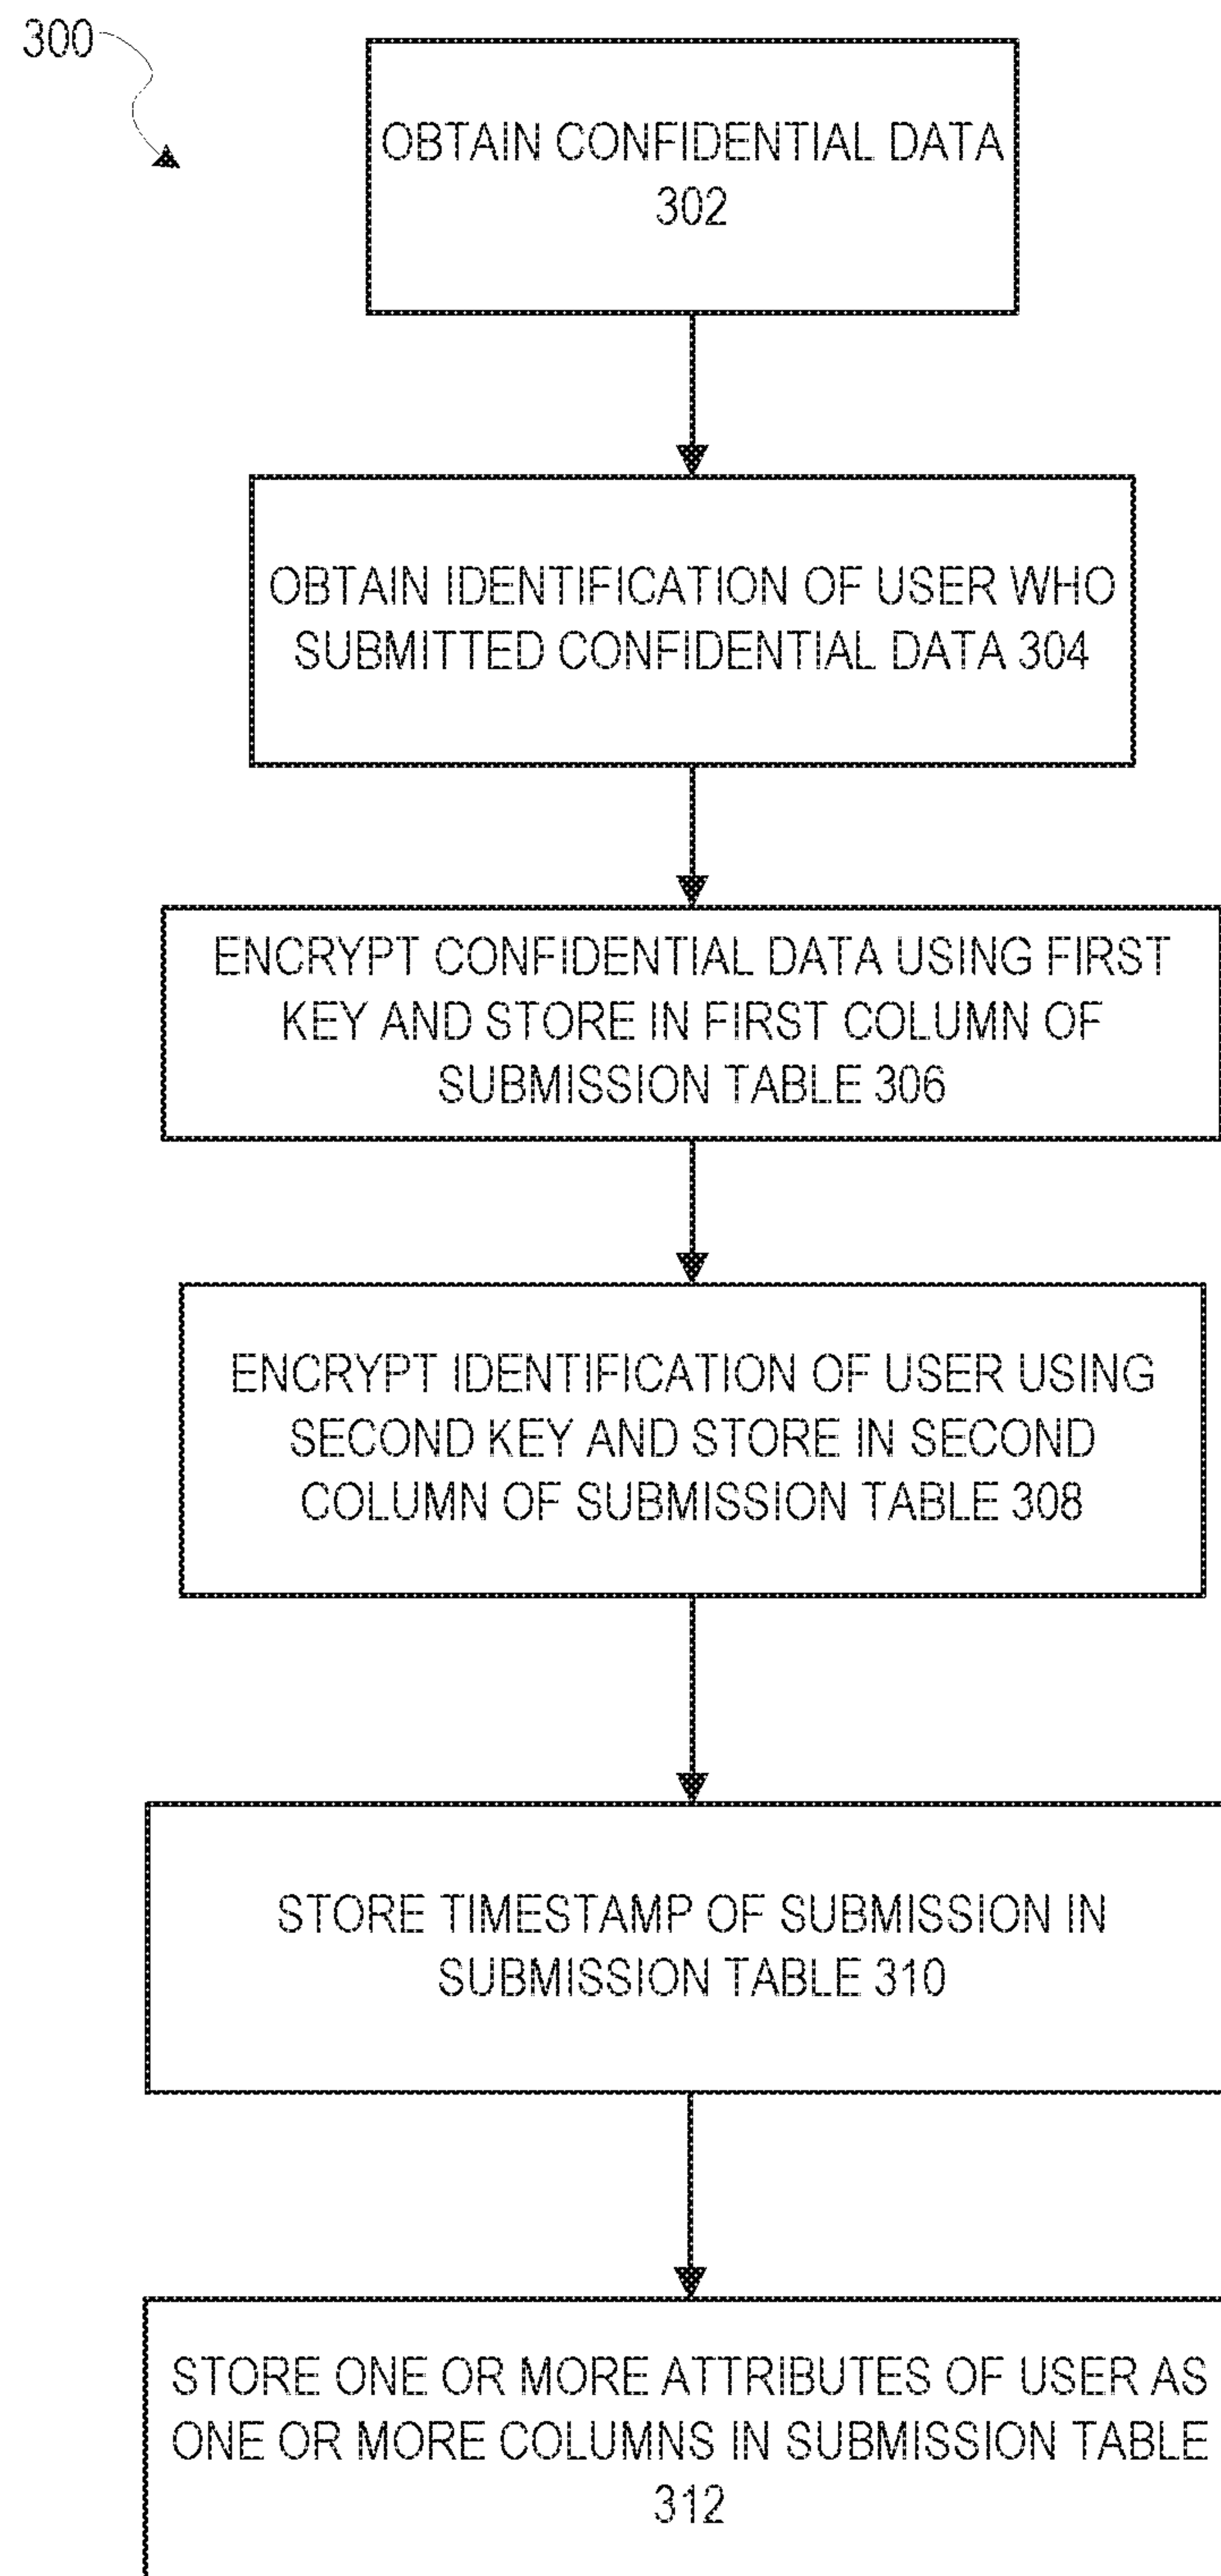 300
OBTAIN CONFIDENTIAL DATA
302
OBTAIN IDENTIFICATION OF USER WHO
SUBMITTED CONFIDENTIAL DATA 304
ENCRYPT CONFIDENTIAL DATA USING FIRST
KEY AND STORE IN FIRST COLUMN OF
SUBMISSION TABLE 306
ENCRYPT IDENTIFICATION OF USER USING
SECOND KEY AND STORE IN SECOND
COLUMN OF SUBMISSION TABLE 308
STORE TIMESTAMP OF SUBMISSION IN
SUBMISSION TABLE 310
STORE ONE OR MORE ATTRIBUTES OF USER AS
ONE OR MORE COLUMNS IN SUBMISSION TABLE
312